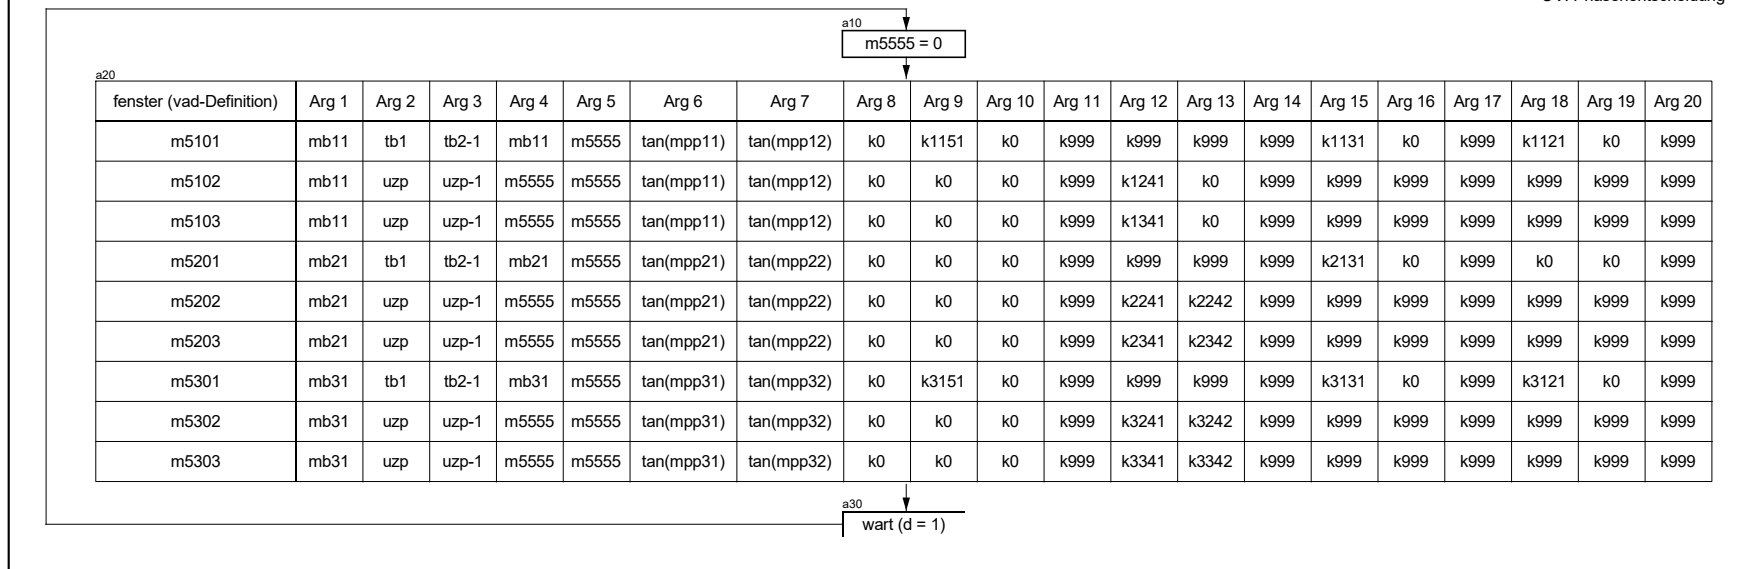 a10
m5555 = 0
a20
fenster (vad-Definition) Arg 1 Arg 2 Arg 3 Arg 4 Arg 5 Arg 6 Arg 7 Arg 8 Arg 9 Arg 10 Arg 11 Arg 12 Arg 13 Arg 14 Arg 15 Arg 16 Arg 17 Arg 18 Arg 19 Arg 20
m5101 mb11 tb1 tb2-1 mb11 m5555 tan(mpp11) tan(mpp12) k0 k1151 k0 k999 k999 k999 k999 k1131 k0 k999 k1121 k0 k999
m5102 mb11 uzp uzp-1 m5555 m5555 tan(mpp11) tan(mpp12) k0 k0 k0 k999 k1241 k0 k999 k999 k999 k999 k999 k999 k999
m5103 mb11 uzp uzp-1 m5555 m5555 tan(mpp11) tan(mpp12) k0 k0 k0 k999 k1341 k0 k999 k999 k999 k999 k999 k999 k999
m5201 mb21 tb1 tb2-1 mb21 m5555 tan(mpp21) tan(mpp22) k0 k0 k0 k999 k999 k999 k999 k2131 k0 k999 k0 k0 k999
m5202 mb21 uzp uzp-1 m5555 m5555 tan(mpp21) tan(mpp22) k0 k0 k0 k999 k2241 k2242 k999 k999 k999 k999 k999 k999 k999
m5203 mb21 uzp uzp-1 m5555 m5555 tan(mpp21) tan(mpp22) k0 k0 k0 k999 k2341 k2342 k999 k999 k999 k999 k999 k999 k999
m5301 mb31 tb1 tb2-1 mb31 m5555 tan(mpp31) tan(mpp32) k0 k3151 k0 k999 k999 k999 k999 k3131 k0 k999 k3121 k0 k999
m5302 mb31 uzp uzp-1 m5555 m5555 tan(mpp31) tan(mpp32) k0 k0 k0 k999 k3241 k3242 k999 k999 k999 k999 k999 k999 k999
m5303 mb31 uzp uzp-1 m5555 m5555 tan(mpp31) tan(mpp32) k0 k0 k0 k999 k3341 k3342 k999 k999 k999 k999 k999 k999 k999
a30
wart (d = 1)